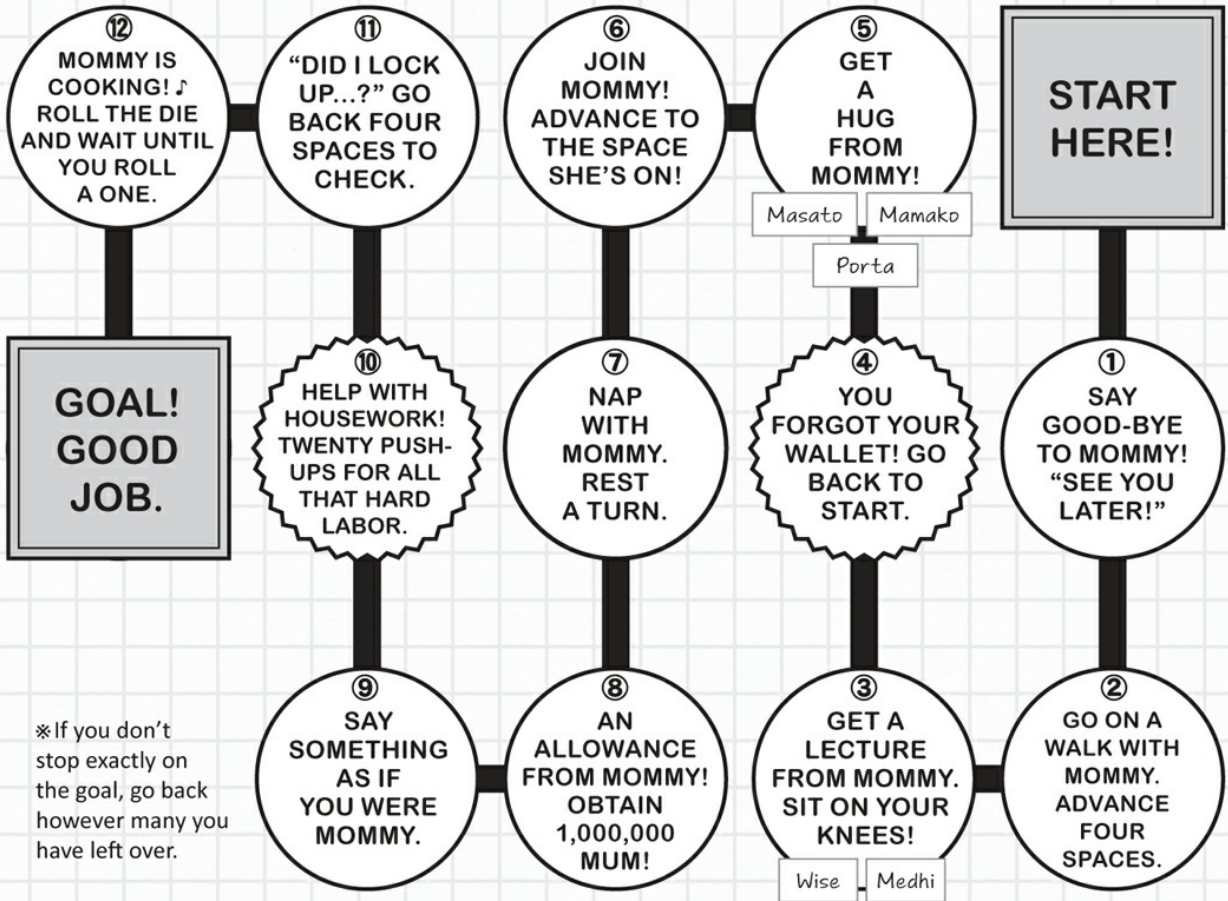 START
HERE!
①
SAY
GOOD-BYE
TO MOMMY!
“SEE YOU
LATER!”
②
GO ON A
WALK WITH
MOMMY.
ADVANCE
FOUR
SPACES.
③
GET A
LECTURE
FROM MOMMY.
SIT ON YOUR
KNEES!
Wise
Medhi
④
YOU
FORGOT YOUR
WALLET! GO
BACK TO
START.
⑤
GET
A
HUG
FROM
MOMMY!
Masato
Mamako
Porta
⑥
JOIN
MOMMY!
ADVANCE TO
THE SPACE
SHE’S ON!
⑦
NAP
WITH
MOMMY.
REST
A TURN.
⑧
AN
ALLOWANCE
FROM MOMMY!
OBTAIN
1,000,000
MUM!
⑨
SAY
SOMETHING
AS IF
YOU WERE
MOMMY.
⑩
HELP WITH
HOUSEWORK!
TWENTY PUSH-
UPS FOR ALL
THAT HARD
LABOR.
⑪
“DID I LOCK
UP...?” GO
BACK FOUR
SPACES TO
CHECK.
⑫
MOMMY IS
COOKING! ♪
ROLL THE DIE
AND WAIT UNTIL
YOU ROLL
A ONE.
GOAL!
GOOD
JOB.
※If you don’t
stop exactly on
the goal, go back
however many you
have left over.